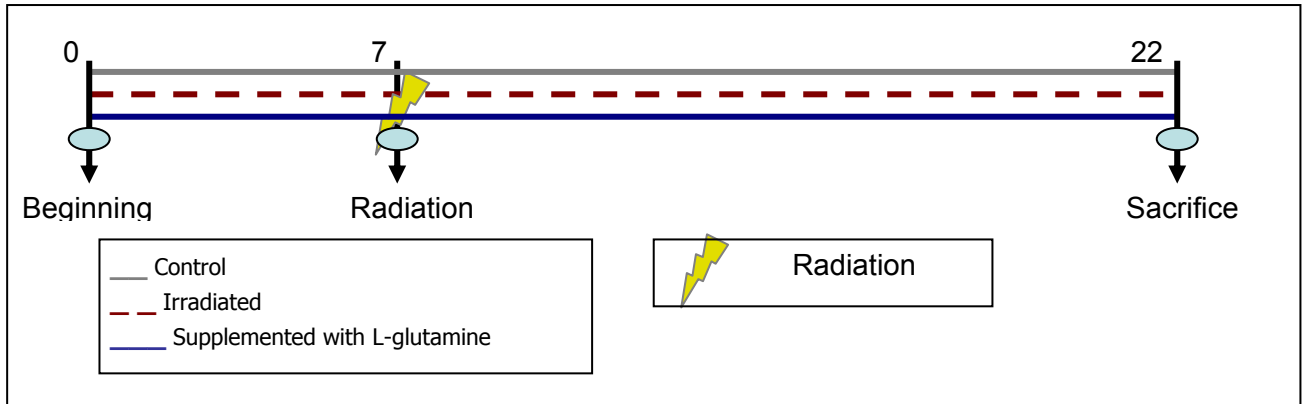 0 7 22
Beginning Radiation Sacrifice
Control
Irradiated
Supplemented with L-glutamine
Radiation